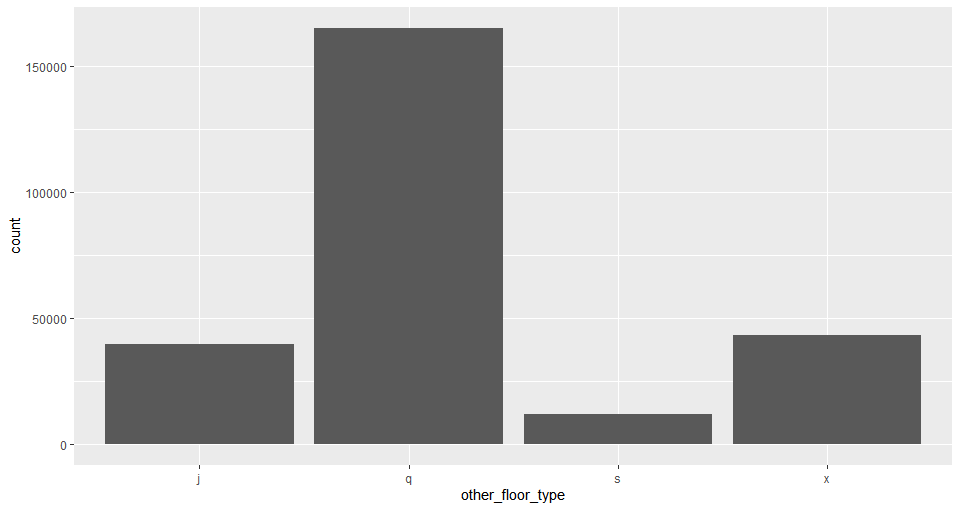 150000
100000
50000
0
count
j
q
s
x
other_floor_type